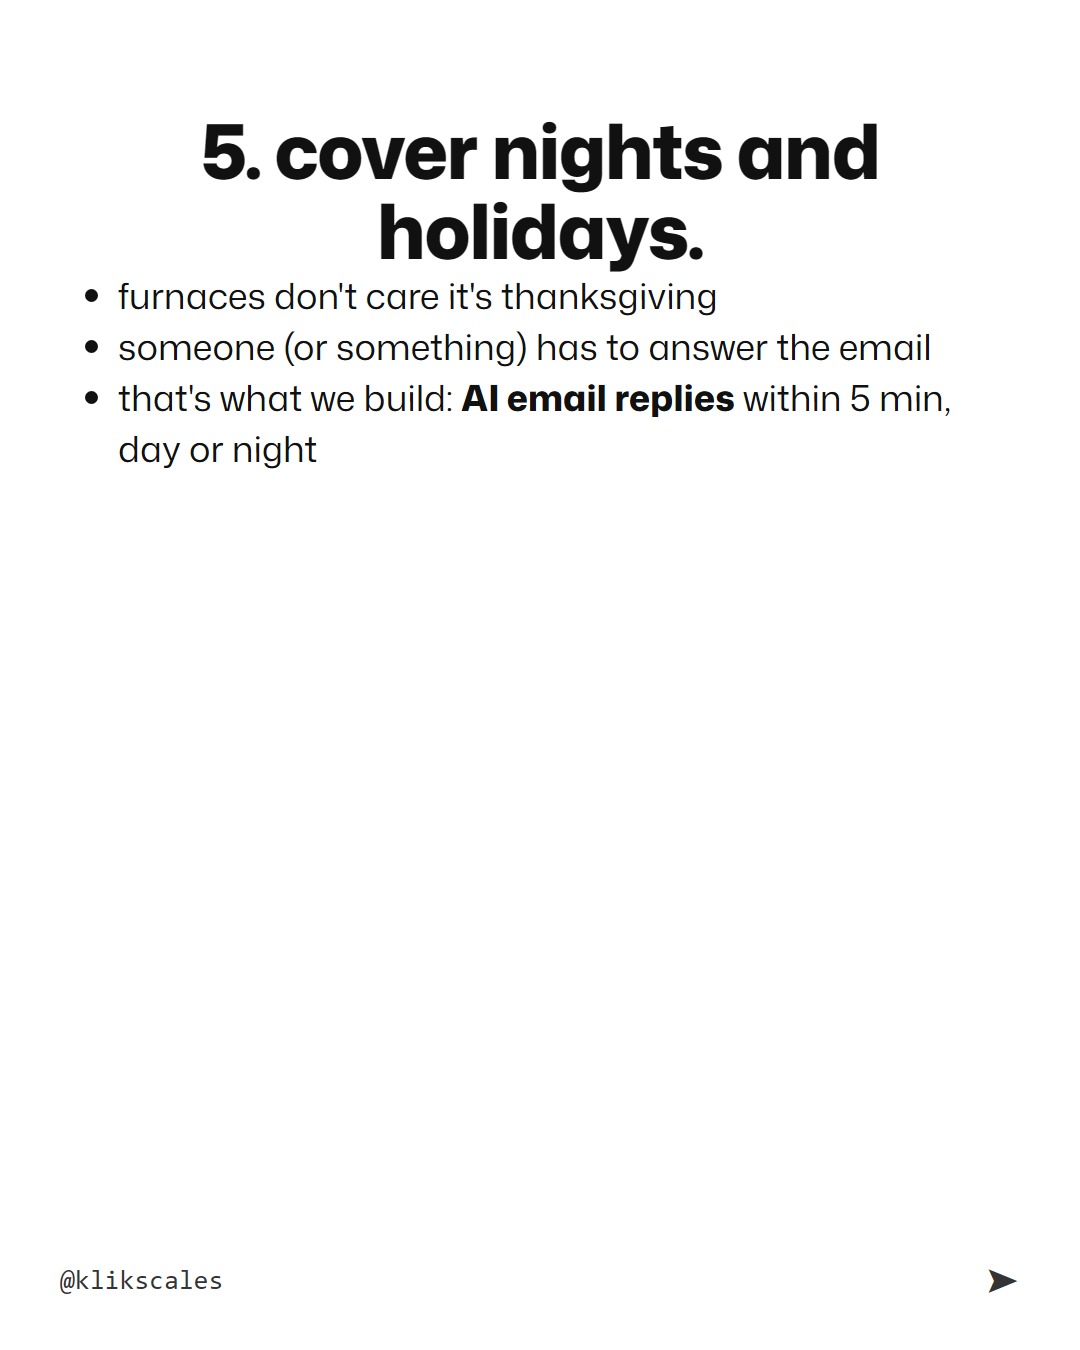 5. cover nights and
holidays.
• furnaces don't care it's thanksgiving
• someone (or something) has to answer the email
• that's what we build: AI email replies within 5 min,
day or night
@klikscales